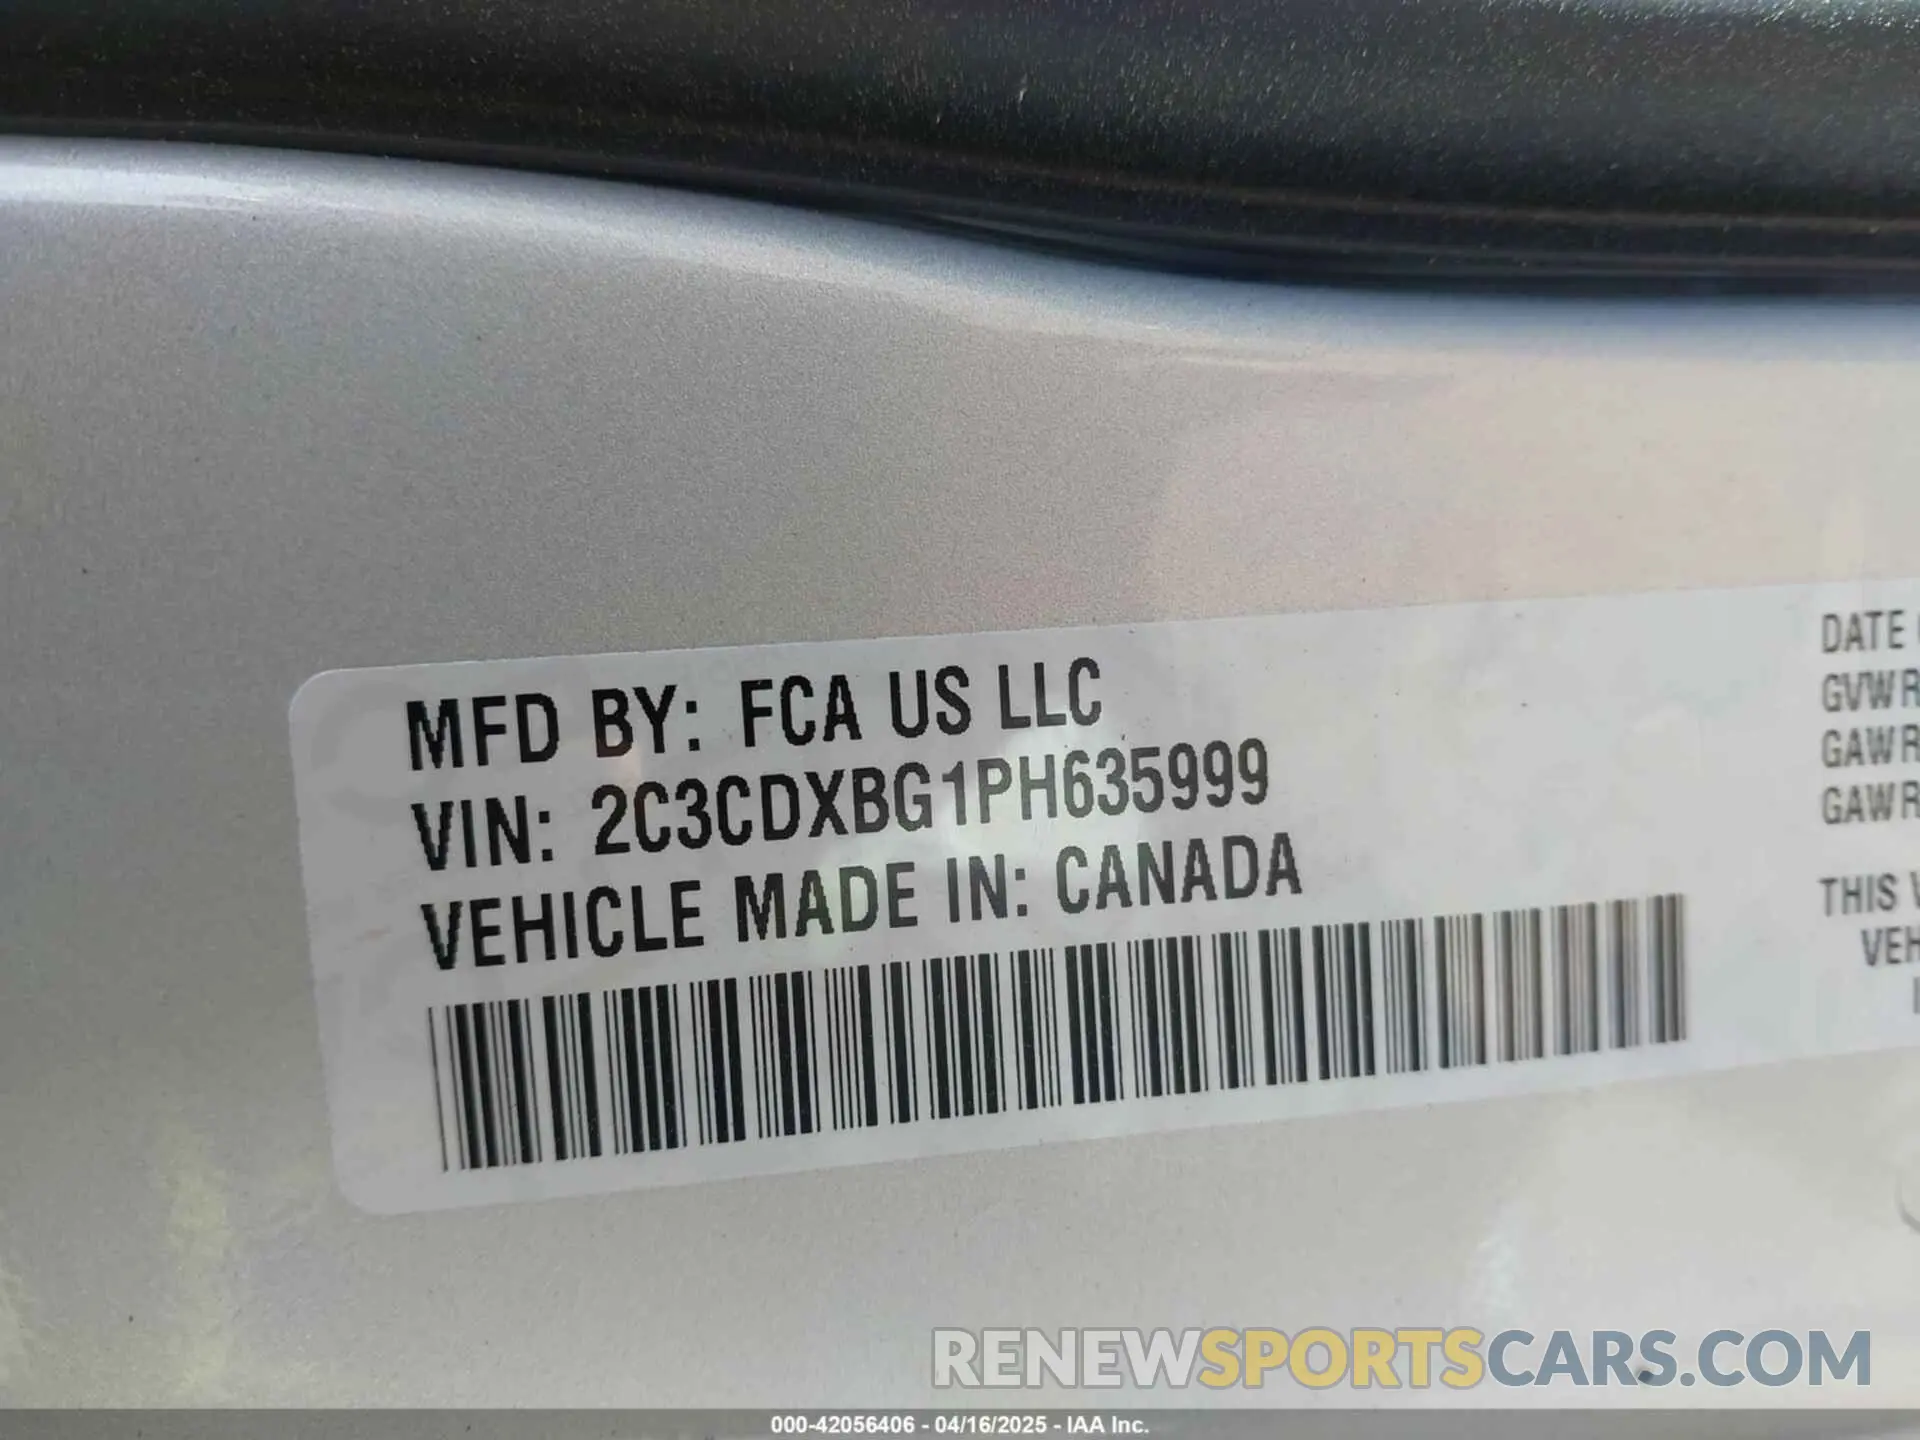 MFD BY: FCA US LLC
VIN: 2C3CDXBG1PH635999
VEHICLE MADE IN: CANADA
DATE
GVWR
GAWR
GAWR
THIS
VEH
RENEWSPORTSCARS.COM
000-42056406 - 04/16/2025 - IAA Inc.